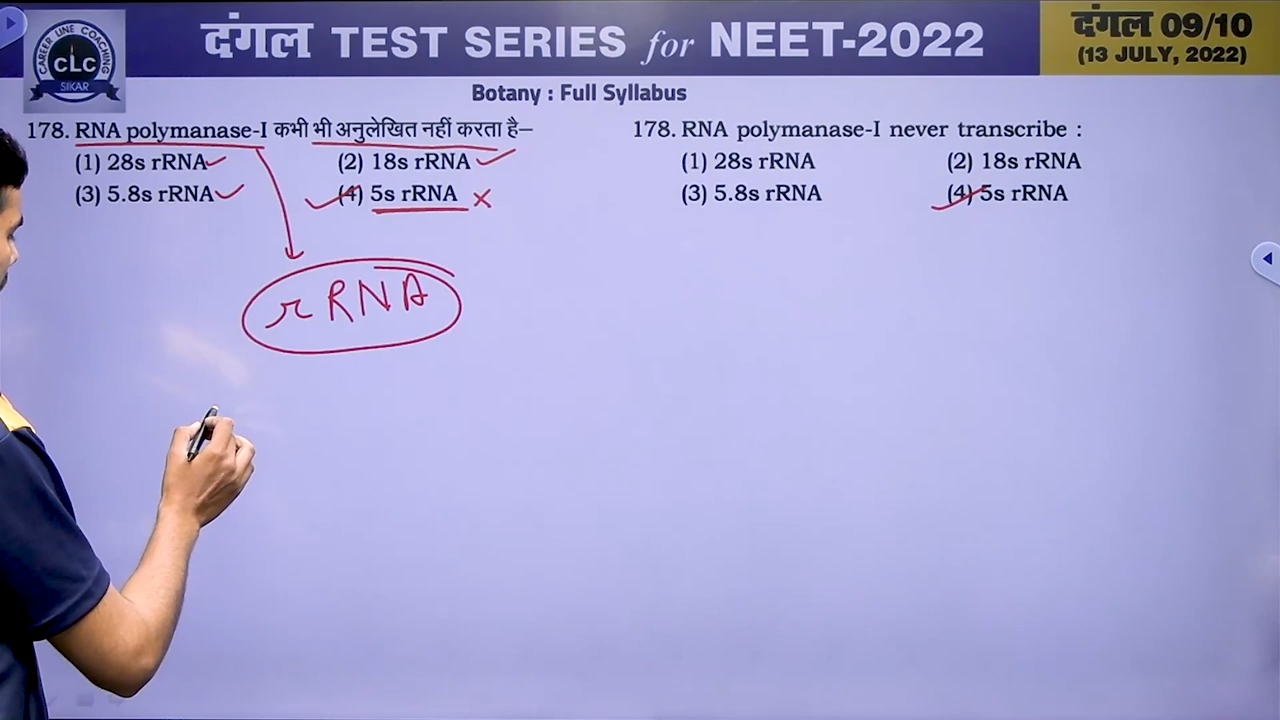 CAREER LINE COACHING
CLC
SIKAR
दंगल TEST SERIES for NEET-2022
दंगल 09/10
(13 JULY, 2022)
Botany : Full Syllabus
178. RNA polymanase-I कभी भी अनुलेखित नहीं करता है–
(1) 28s rRNA (2) 18s rRNA
(3) 5.8s rRNA (4) 5s rRNA
rRNA
178. RNA polymanase-I never transcribe :
(1) 28s rRNA (2) 18s rRNA
(3) 5.8s rRNA (4) 5s rRNA